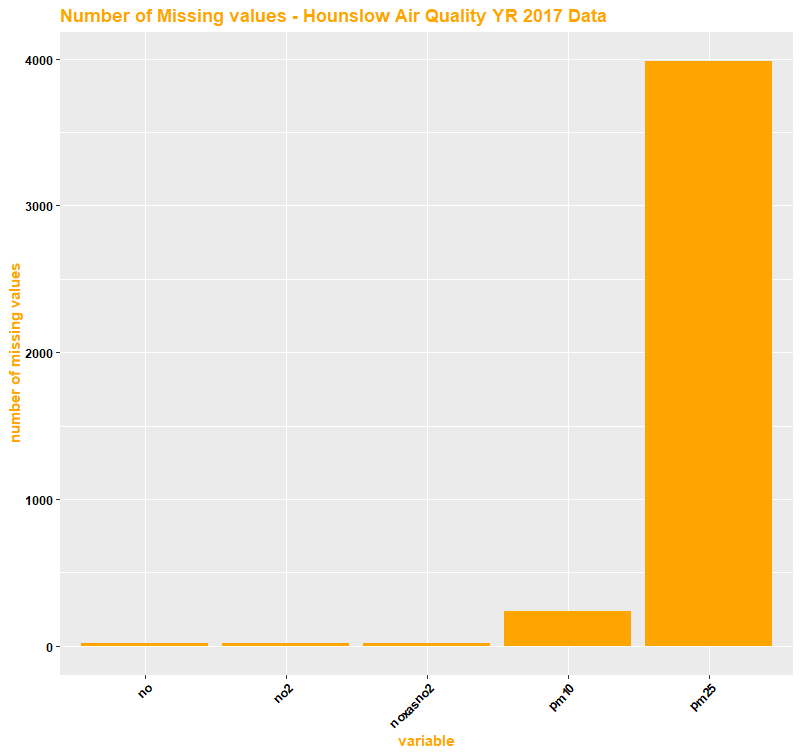 Number of Missing values - Hounslow Air Quality YR 2017 Data
number of missing values
4000
3000
2000
1000
0
no
no2
noxasno2
pm10
pm25
variable